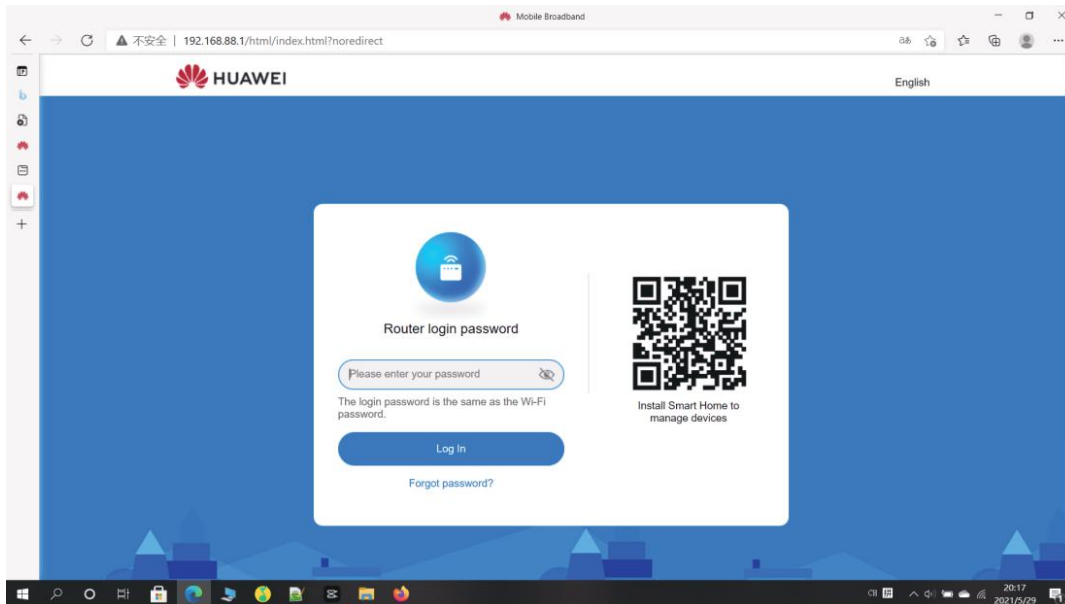 Mobile Broadband
不安全 | 192.168.88.1/html/index.html?noredirect
HUAWEI
English
Router login password
Please enter your password
The login password is the same as the Wi-Fi
password.
Log In
Forgot password?
Install Smart Home to
manage devices
CH 拼
20:17
2021/5/29